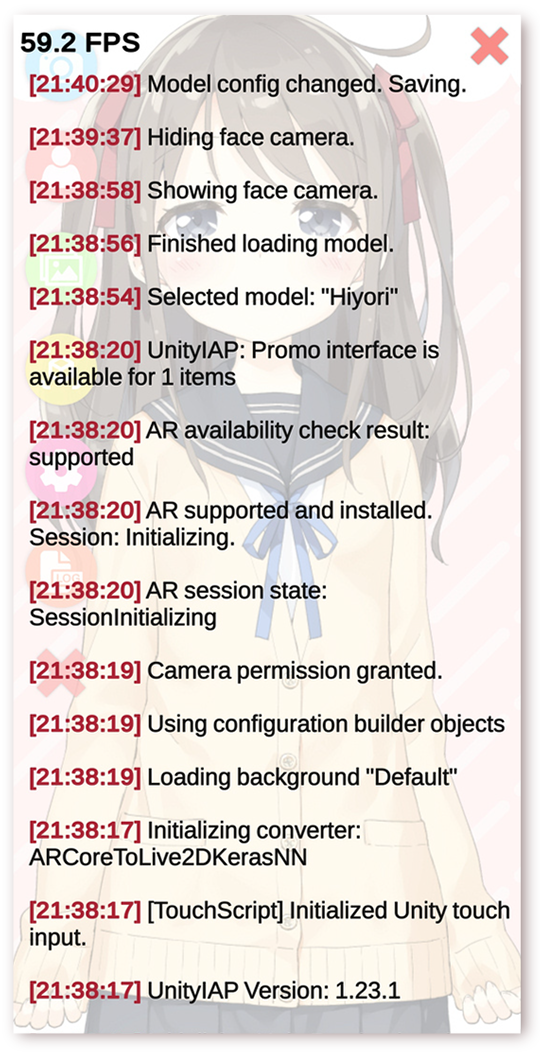 59.2 FPS
[21:40:29] Model config changed. Saving.
[21:39:37] Hiding face camera.
[21:38:58] Showing face camera.
[21:38:56] Finished loading model.
[21:38:54] Selected model: "Hiyori"
[21:38:20] UnityIAP: Promo interface is
available for 1 items
[21:38:20] AR availability check result:
supported
[21:38:20] AR supported and installed.
Session: Initializing.
[21:38:20] AR session state:
SessionInitializing
LOG
[21:38:19] Camera permission granted.
[21:38:19] Using configuration builder objects
[21:38:19] Loading background "Default"
[21:38:17] Initializing converter:
ARCoreToLive2DKerasNN
[21:38:17] [TouchScript] Initialized Unity touch
input.
[21:38:17] UnityIAP Version: 1.23.1